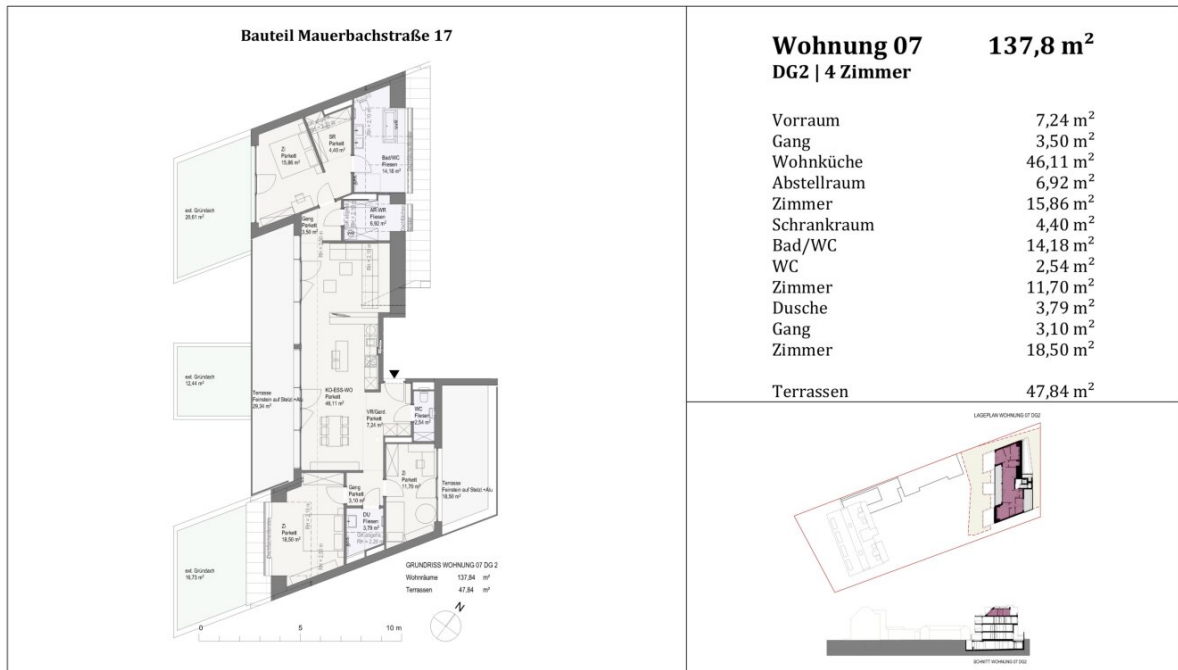 Bauteil Mauerbachstraße 17
Wohnung 07 137,8 m²
DG2 | 4 Zimmer
Vorraum 7,24 m²
Gang 3,50 m²
Wohnküche 46,11 m²
Abstellraum 6,92 m²
Zimmer 15,86 m²
Schrankraum 4,40 m²
Bad/WC 14,18 m²
WC 2,54 m²
Zimmer 11,70 m²
Dusche 3,79 m²
Gang 3,10 m²
Zimmer 18,50 m²
Terrassen 47,84 m²
SR
Parkett
4,40 m²
Zi
Parkett
15,86 m²
Bad/WC
Fliesen
14,18 m²
ext. Gründach
20,61 m²
AR-WR
Fliesen
6,92 m²
Gang
Parkett
3,50 m²
ext. Gründach
12,44 m²
Terrasse
Feinstein auf Stelzl +Alu
29,34 m²
KO-ESS-WO
Parkett
46,11 m²
VR/Gard.
Parkett
7,24 m²
WC
Fliesen
2,54 m²
Zi
Parkett
11,70 m²
Terrasse
Feinstein auf Stelzl +Alu
18,50 m²
Gang
Parkett
3,10 m²
DU
Fliesen
3,79 m²
Zi
Parkett
18,50 m²
ext. Gründach
16,73 m²
GRUNDRISS WOHNUNG 07 DG 2
Wohnräume 137,84 m²
Terrassen 47,84 m²
N
0 5 10 m
LAGEPLAN WOHNUNG 07 DG2
SCHNITT WOHNUNG 07 DG2